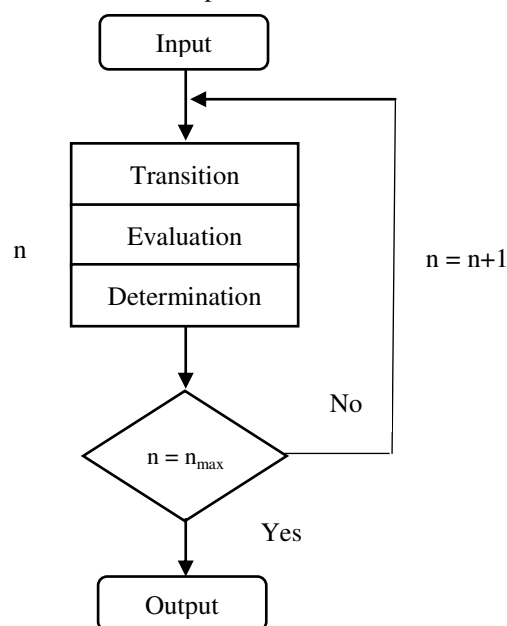 Input
Transition
Evaluation
n
n = n+1
Determination
No
n = nmax
Yes
Output